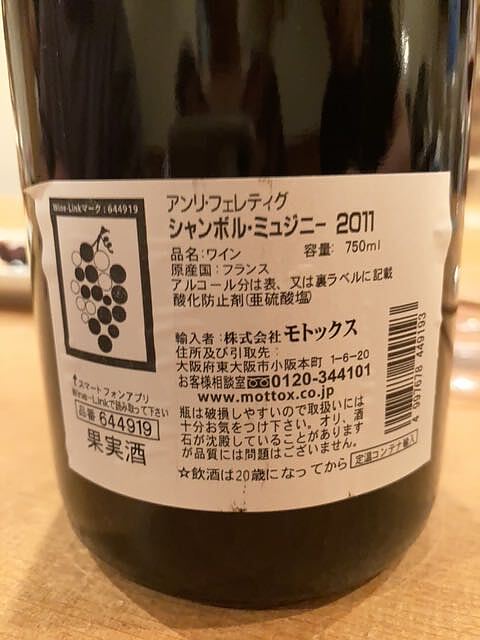 Wine-Linkマーク:644919
アンリ・フェレティグ
シャンボル・ミュジニー 2011
品名:ワイン 容量: 750ml
原産国:フランス
アルコール分は表、又は裏ラベルに記載
酸化防止剤(亜硫酸塩)
輸入者:株式会社 モトックス
住所及び引取先:
大阪府東大阪市小阪本町 1-6-20
お客様相談室 0120-344101
www.mottox.co.jp
瓶は破損しやすいので取扱いには
十分お気をつけ下さい。オリ、酒
石が沈殿していることがあります
が品質には問題はございません。
定温コンテナ輸入
☆飲酒は20歳になってから
↑スマートフォンアプリ
Wine-Linkで読み取って下さい
品番 644919
果実酒
4 997678 449193